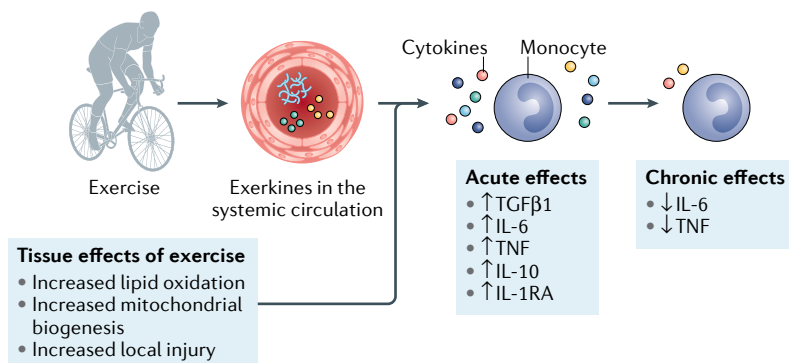 Cytokines
Monocyte
Exercise
Exerkines in the
systemic circulation
Tissue effects of exercise
• Increased lipid oxidation
• Increased mitochondrial
biogenesis
• Increased local injury
Acute effects
• ↑TGFβ1
• ↑IL-6
• ↑TNF
• ↑IL-10
• ↑IL-1RA
Chronic effects
• ↓IL-6
• ↓TNF